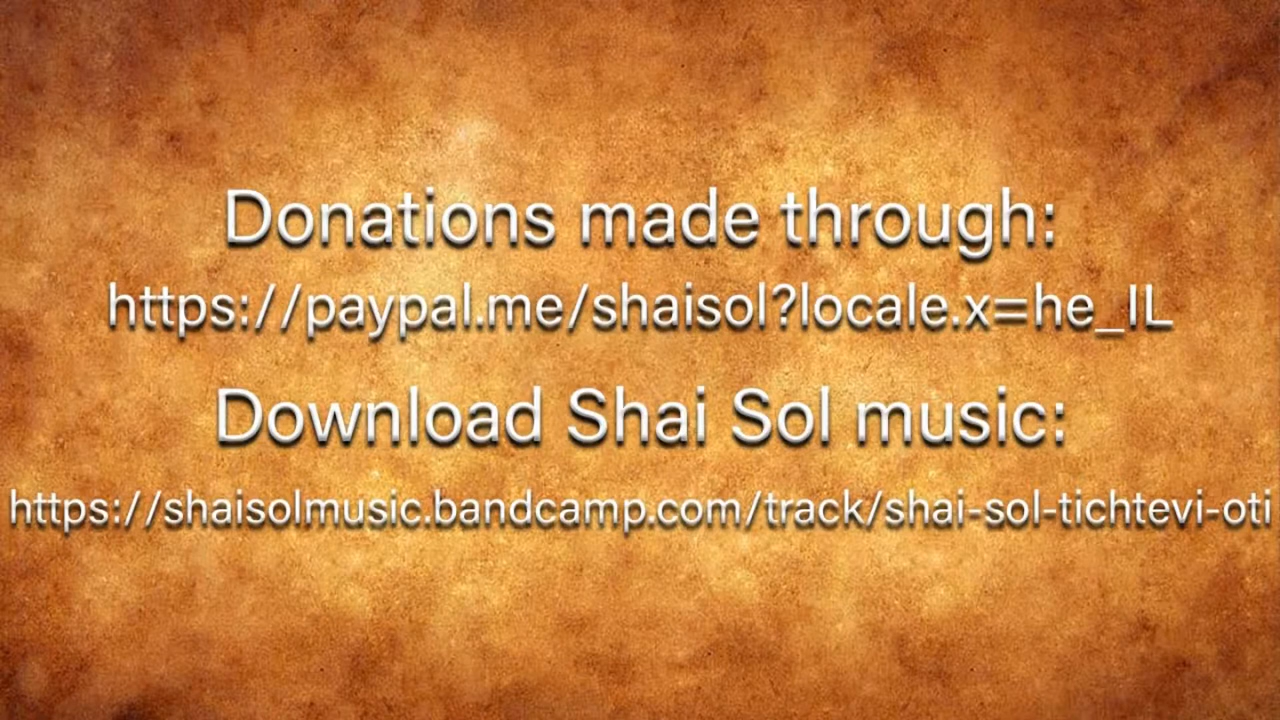 Donations made through:
https://paypal.me/shaisol?locale.x=he_IL
Download Shai Sol music:
https://shaisolmusic.bandcamp.com/track/shai-sol-tichtevi-oti